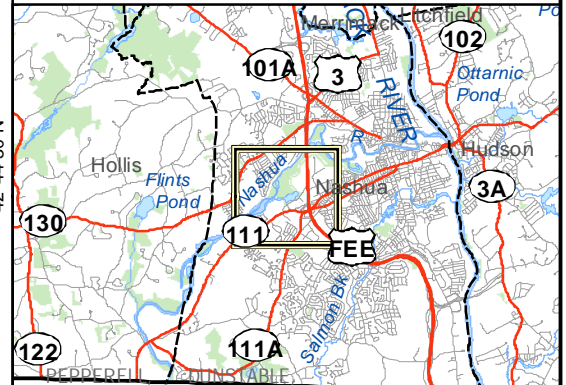 Merrimack
Litchfield
102
101A
3
Ottarnic
Pond
RIVER
R
Hudson
Hollis
Flints
Pond
Nashua
Nashua
3A
130
111
FEE
Salmon Bk
122
111A
PEPPERELL
DUNSTABLE